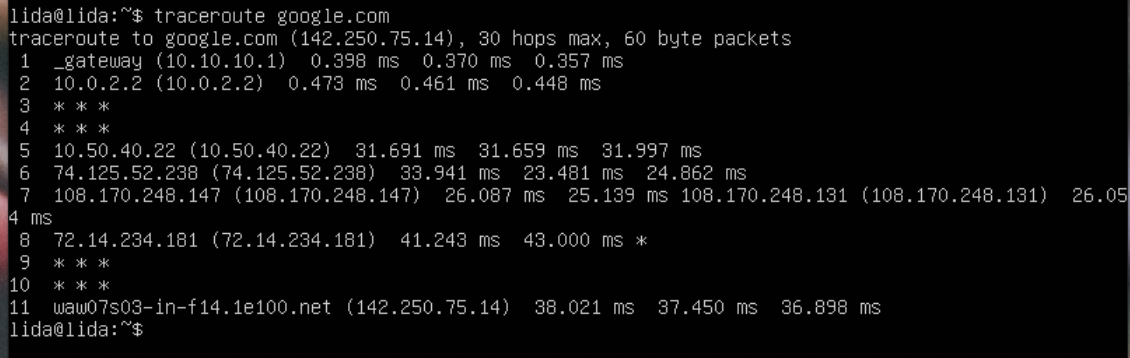 lida@lida:~$ traceroute google.com
traceroute to google.com (142.250.75.14), 30 hops max, 60 byte packets
 1  _gateway (10.10.10.1)  0.398 ms  0.370 ms  0.357 ms
 2  10.0.2.2 (10.0.2.2)  0.473 ms  0.461 ms  0.448 ms
 3  * * *
 4  * * *
 5  10.50.40.22 (10.50.40.22)  31.691 ms  31.659 ms  31.997 ms
 6  74.125.52.238 (74.125.52.238)  33.941 ms  23.481 ms  24.862 ms
 7  108.170.248.147 (108.170.248.147)  26.087 ms  25.139 ms 108.170.248.131 (108.170.248.131)  26.05
4 ms
 8  72.14.234.181 (72.14.234.181)  41.243 ms  43.000 ms *
 9  * * *
10  * * *
11  waw07s03-in-f14.1e100.net (142.250.75.14)  38.021 ms  37.450 ms  36.898 ms
lida@lida:~$